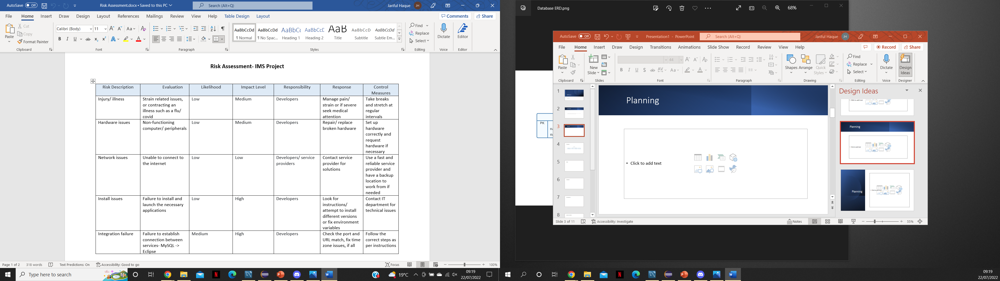 AutoSave Off Risk Assessment.docx • Saved to this PC Search (Alt+Q) Jariful Haque JH
File Home Insert Draw Design Layout References Mailings Review View Help Table Design Layout Comments Share
Paste Cut Copy Format Painter
Calibri (Body) 11
AaBbCcDd AaBbCcDd AaBbCc AaBbCcD AaB AaBbCcD AaBbCcDd
¶ Normal ¶ No Spac... Heading 1 Heading 2 Title Subtitle Subtle Em...
Find Replace Select Dictate Editor
Clipboard Font Paragraph Styles Editing Voice Editor
Risk Assessment- IMS Project
Risk Description Evaluation Likelihood Impact Level Responsibility Response Control
Measures
Injury/ illness Strain related issues, Low Medium Developers Manage pain/ Take breaks
or contracting an strain or if severe and stretch at
illness such as a flu/ seek medical regular
covid attention intervals
Hardware issues Non-functioning Low Medium Developers Repair/ replace Set up
computer/ peripherals broken hardware hardware
correctly and
request
hardware if
necessary
Network issues Unable to connect to Low Low Developers/ service Contact service Use a fast and
the internet providers provider for reliable service
solutions provider and
have a backup
location to
work from if
needed
Install issues Failure to install and Low High Developers Look for Contact IT
launch the necessary instructions/ department for
applications attempt to install technical issues
different versions
or fix environment
variables
Integration failure Failure to establish Medium High Developers Check the port and Follow the
connection between URL match, fix time correct steps as
services- MySQL -> zone issues, if all per instructions
Eclipse
Page 1 of 2 318 words Text Predictions: On Accessibility: Good to go Focus 100%
Type here to search 19°C 09:19
22/07/2022
Database ERD.png 68%
PK
cu
cu
AutoSave Off Presentation1 - PowerPoint Search (Alt+Q) Jariful Haque JH
File Home Insert Draw Design Transitions Animations Slide Show Record Review View Help Record Share
Paste New Slide 44 Shapes Arrange Quick Styles Find Replace Select Dictate Design Ideas
Clipboard Slides Font Paragraph Drawing Editing Voice Designer
1
2
3
4
5
6
7
8
Planning
• Click to add text
Design Ideas
• Click to add text
Planning
• Click to add text
Planning
• Click to add text
Slide 3 of 11 Accessibility: Investigate Notes 55%
09:19
22/07/2022